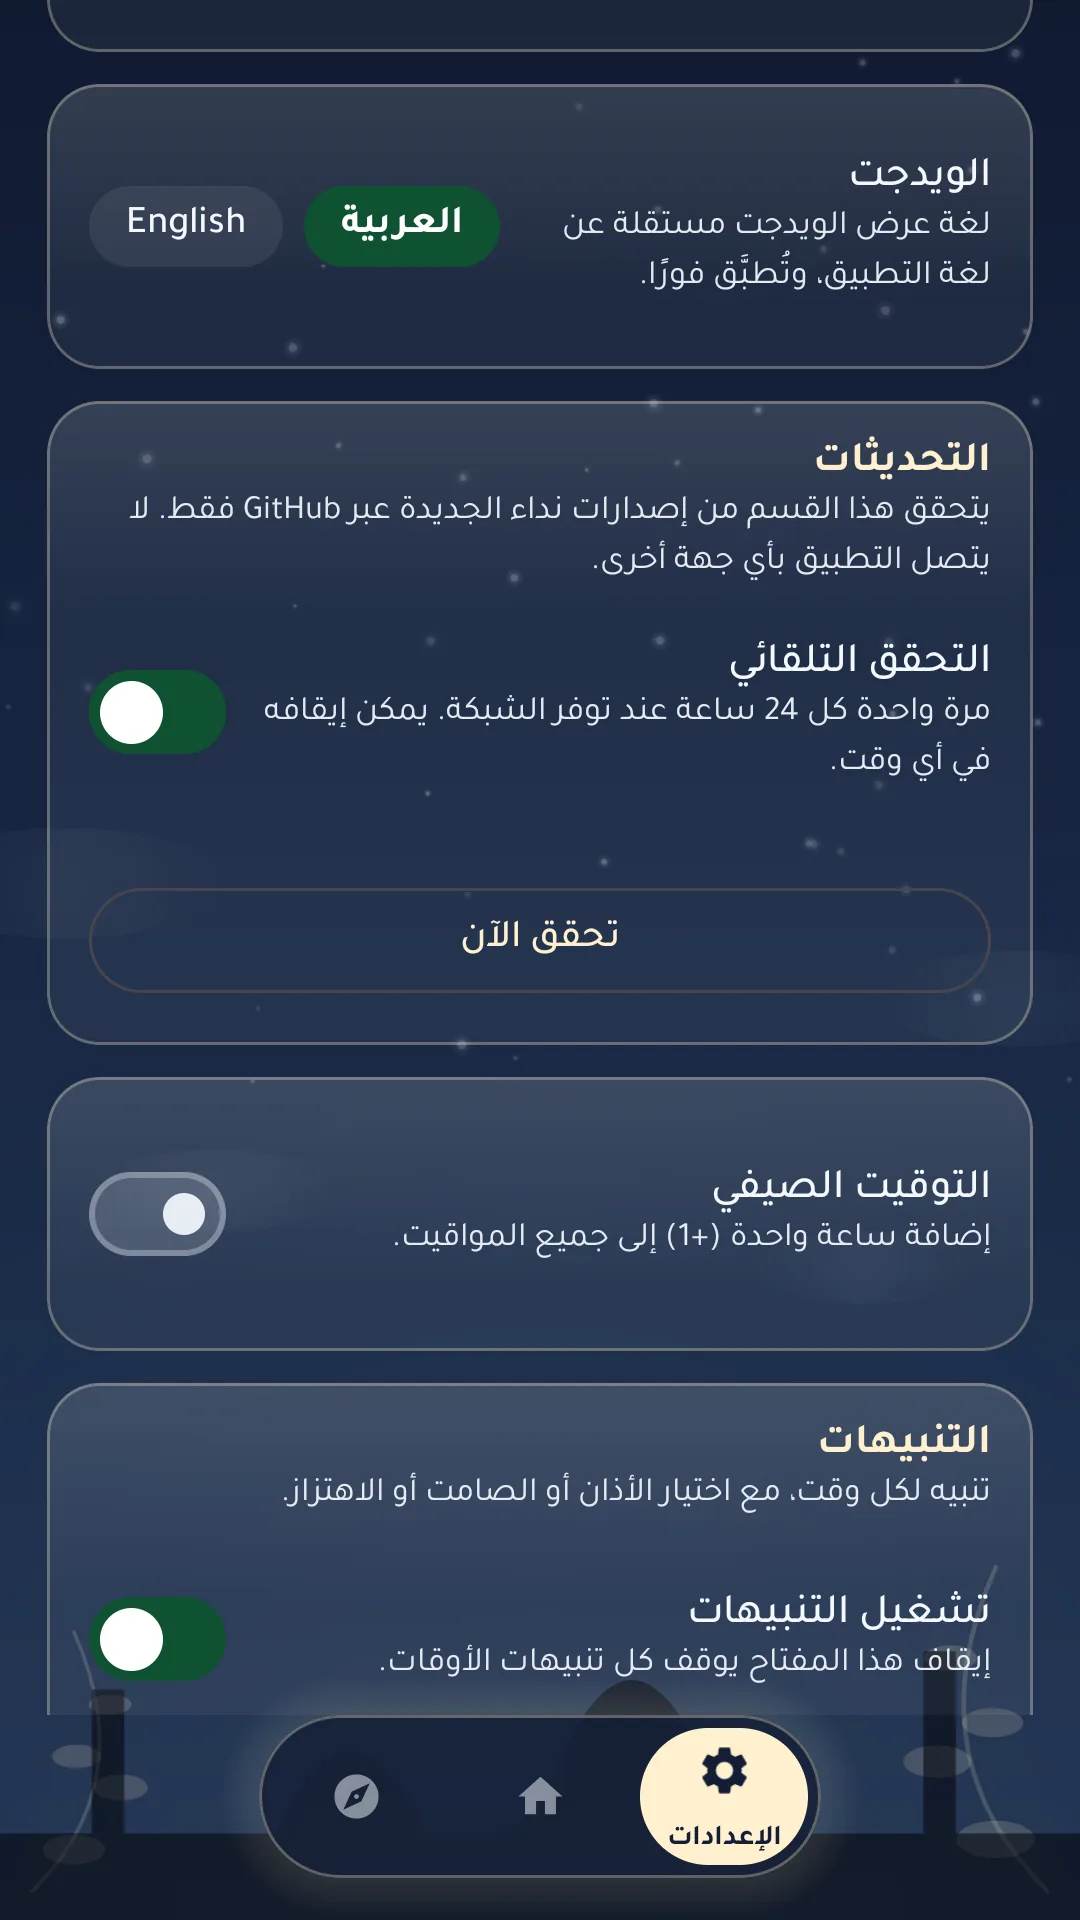 الويدجت
لغة عرض الويدجت مستقلة عن
لغة التطبيق، وتُطبَّق فورًا.
العربية
English
التحديثات
يتحقق هذا القسم من إصدارات نداء الجديدة عبر GitHub فقط. لا
يتصل التطبيق بأي جهة أخرى.
التحقق التلقائي
مرة واحدة كل 24 ساعة عند توفر الشبكة. يمكن إيقافه
في أي وقت.
تحقق الآن
التوقيت الصيفي
إضافة ساعة واحدة (+1) إلى جميع المواقيت.
التنبيهات
تنبيه لكل وقت، مع اختيار الأذان أو الصامت أو الاهتزاز.
تشغيل التنبيهات
إيقاف هذا المفتاح يوقف كل تنبيهات الأوقات.
الإعدادات